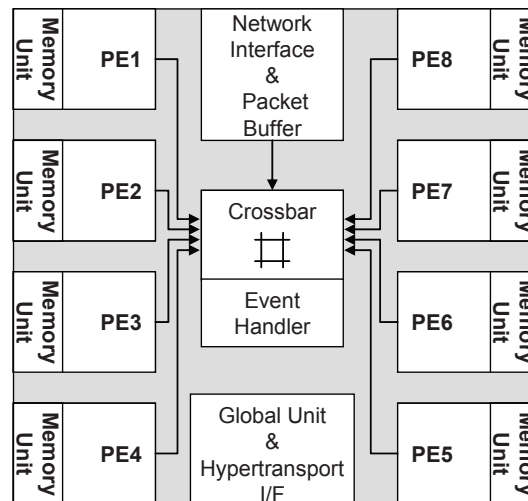 Memory
Unit
PE1
Memory
Unit
PE2
Memory
Unit
PE3
Memory
Unit
PE4
Network
Interface
&
Packet
Buffer
Crossbar
Event
Handler
Global Unit
&
Hypertransport
I/F
PE8
Memory
Unit
PE7
Memory
Unit
PE6
Memory
Unit
PE5
Memory
Unit